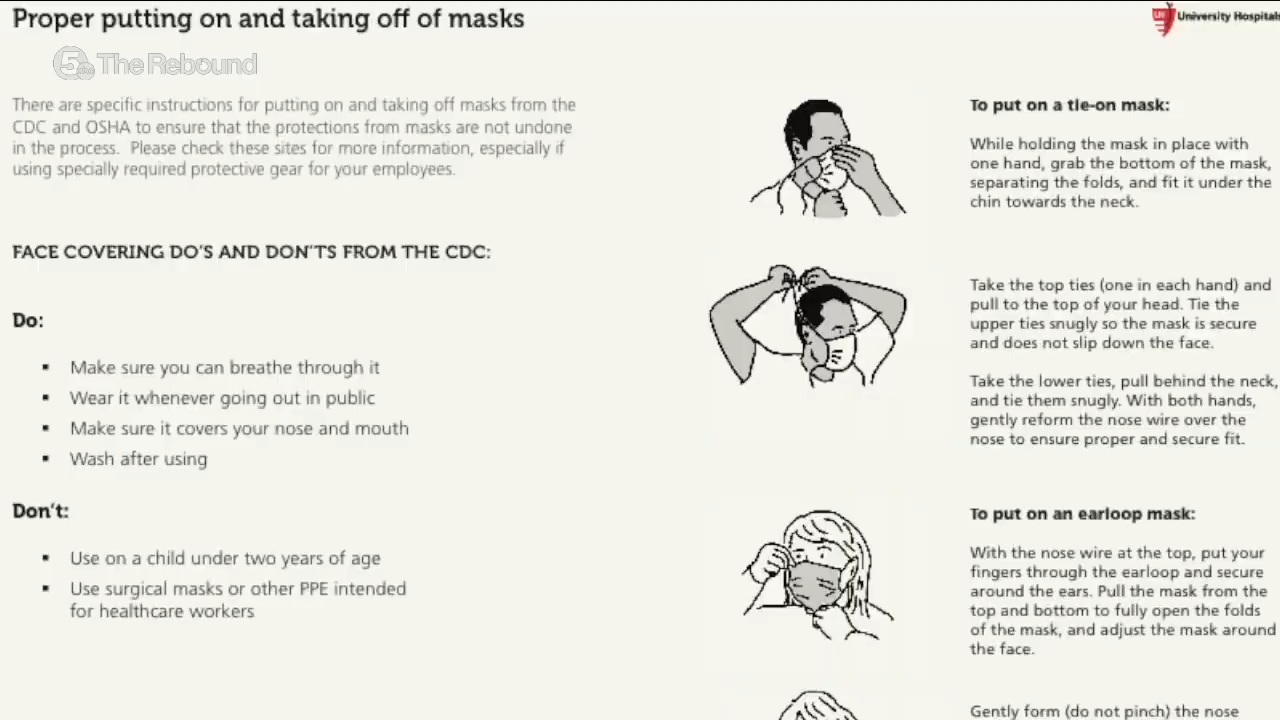 Proper putting on and taking off of masks
University Hospitals
5 The Rebound
There are specific instructions for putting on and taking off masks from the
CDC and OSHA to ensure that the protections from masks are not undone
in the process. Please check these sites for more information, especially if
using specially required protective gear for your employees.
FACE COVERING DO'S AND DON'TS FROM THE CDC:
Do:
▪ Make sure you can breathe through it
▪ Wear it whenever going out in public
▪ Make sure it covers your nose and mouth
▪ Wash after using
Don't:
▪ Use on a child under two years of age
▪ Use surgical masks or other PPE intended
for healthcare workers
To put on a tie-on mask:
While holding the mask in place with
one hand, grab the bottom of the mask,
separating the folds, and fit it under the
chin towards the neck.
Take the top ties (one in each hand) and
pull to the top of your head. Tie the
upper ties snugly so the mask is secure
and does not slip down the face.
Take the lower ties, pull behind the neck,
and tie them snugly. With both hands,
gently reform the nose wire over the
nose to ensure proper and secure fit.
To put on an earloop mask:
With the nose wire at the top, put your
fingers through the earloop and secure
around the ears. Pull the mask from the
top and bottom to fully open the folds
of the mask, and adjust the mask around
the face.
Gently form (do not pinch) the nose